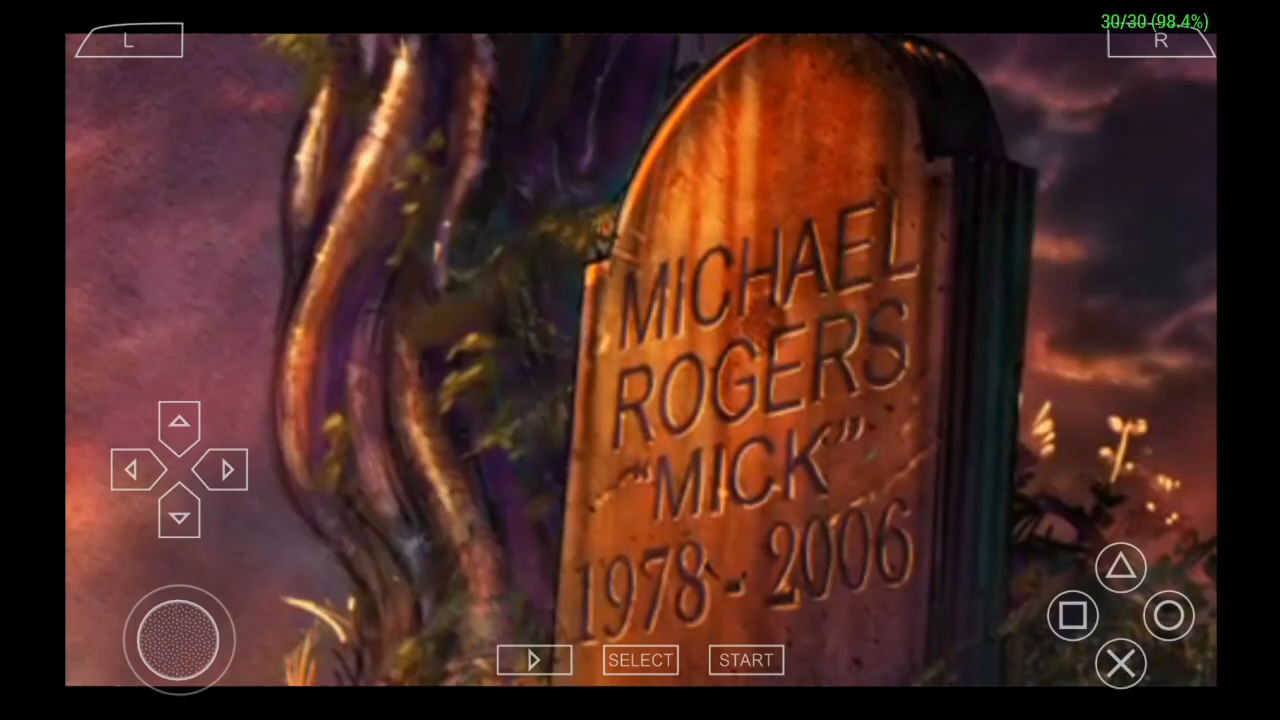 30/30 (98.4%)
L
R
MICHAEL
ROGERS
“MICK”
1978 - 2006
SELECT
START